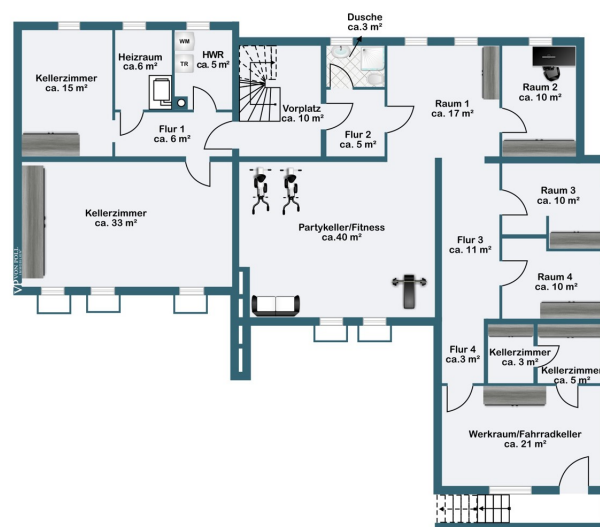 Dusche
ca.3 m²
WM
TR
Heizraum
ca.6 m²
HWR
ca. 5 m²
Kellerzimmer
ca. 15 m²
Vorplatz
ca. 10 m²
Raum 1
ca. 17 m²
Raum 2
ca. 10 m²
Flur 1
ca. 6 m²
Flur 2
ca. 5 m²
Kellerzimmer
ca. 33 m²
Partykeller/Fitness
ca.40 m²
Raum 3
ca. 10 m²
Flur 3
ca. 11 m²
Raum 4
ca. 10 m²
Flur 4
ca.3 m²
Kellerzimmer
ca. 3 m²
Kellerzimmer
ca. 5 m²
Werkraum/Fahrradkeller
ca. 21 m²
VP
VON POLL